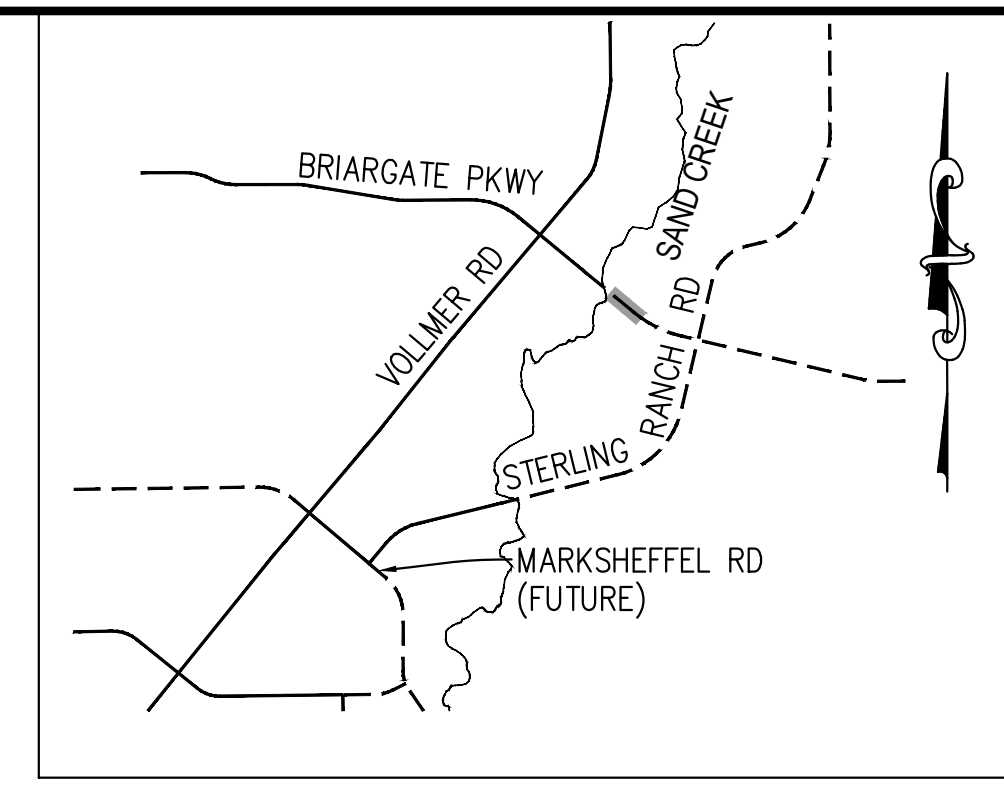 BRIARGATE PKWY
SAND CREEK
VOLLMER RD
STERLING RANCH RD
MARKSHEFFEL RD
(FUTURE)